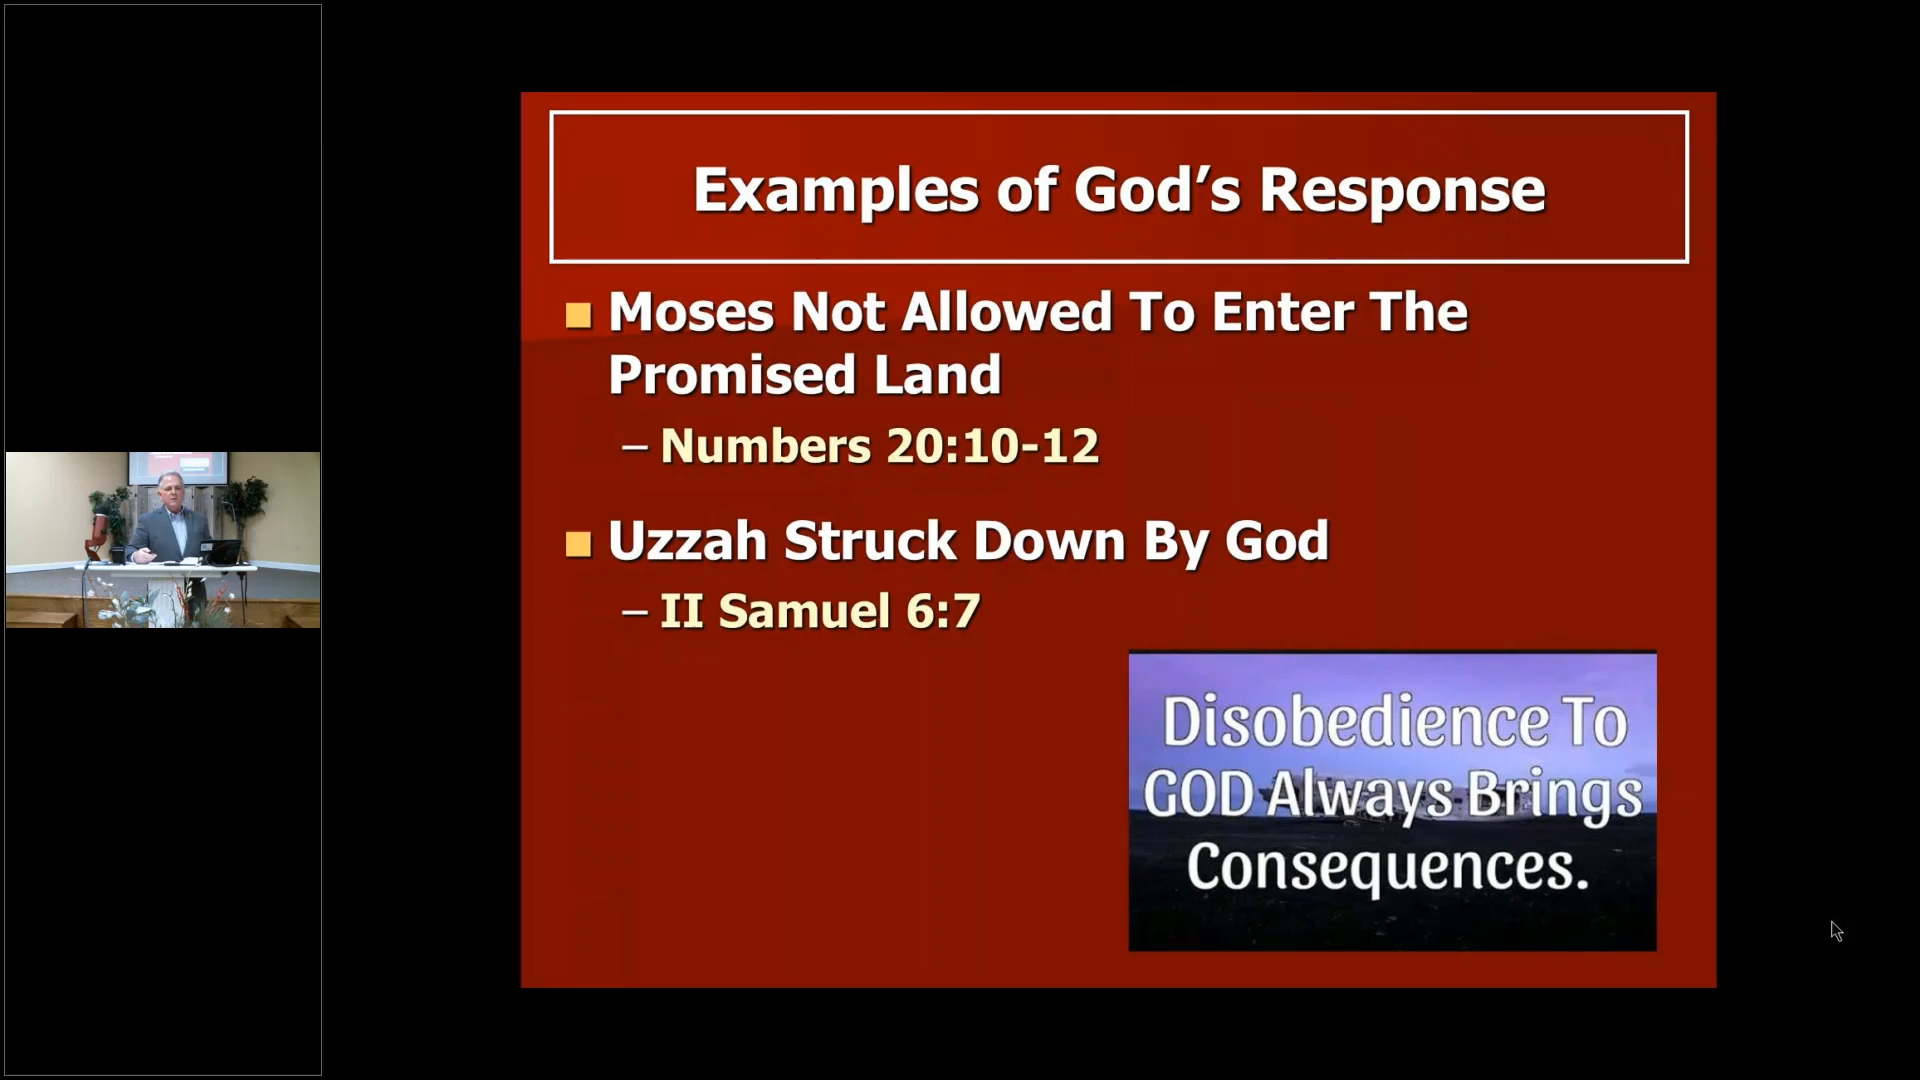 Examples of God’s Response
■ Moses Not Allowed To Enter The
Promised Land
– Numbers 20:10-12
■ Uzzah Struck Down By God
– II Samuel 6:7
Disobedience To
GOD Always Brings
Consequences.